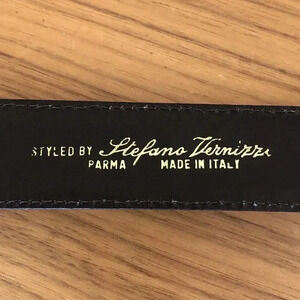 STYLED BY Stefano Vernizzi
PARMA MADE IN ITALY